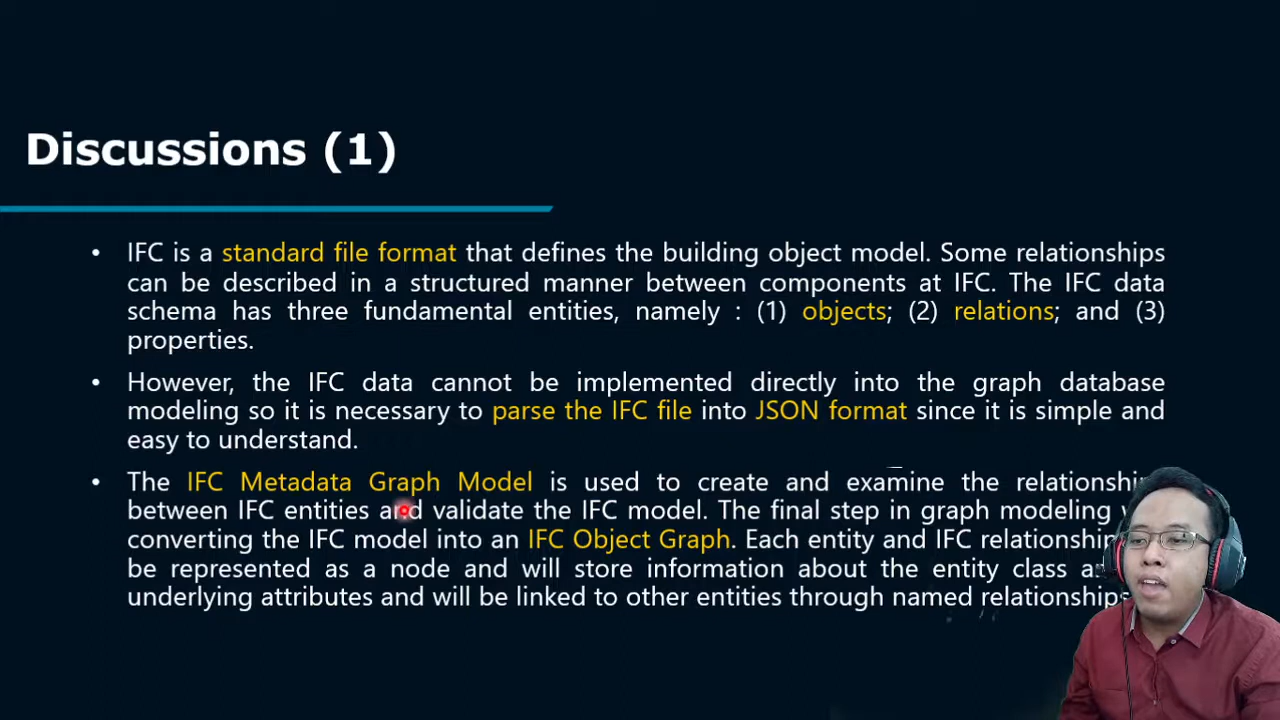 Discussions (1)
• IFC is a standard file format that defines the building object model. Some relationships
can be described in a structured manner between components at IFC. The IFC data
schema has three fundamental entities, namely : (1) objects; (2) relations; and (3)
properties.
• However, the IFC data cannot be implemented directly into the graph database
modeling so it is necessary to parse the IFC file into JSON format since it is simple and
easy to understand.
• The IFC Metadata Graph Model is used to create and examine the
between IFC entities and validate the IFC model. The final step in graph modeling
converting the IFC model into an IFC Object Graph. Each entity and IFC
be represented as a node and will store information about the entity class
underlying attributes and will be linked to other entities through named relationships